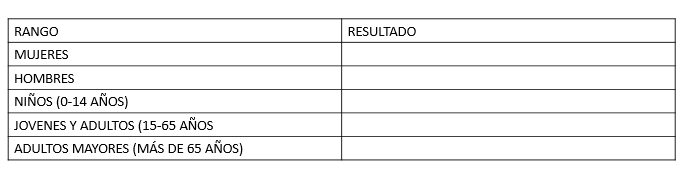 RANGO RESULTADO
MUJERES
HOMBRES
NIÑOS (0-14 AÑOS)
JOVENES Y ADULTOS (15-65 AÑOS
ADULTOS MAYORES (MÁS DE 65 AÑOS)